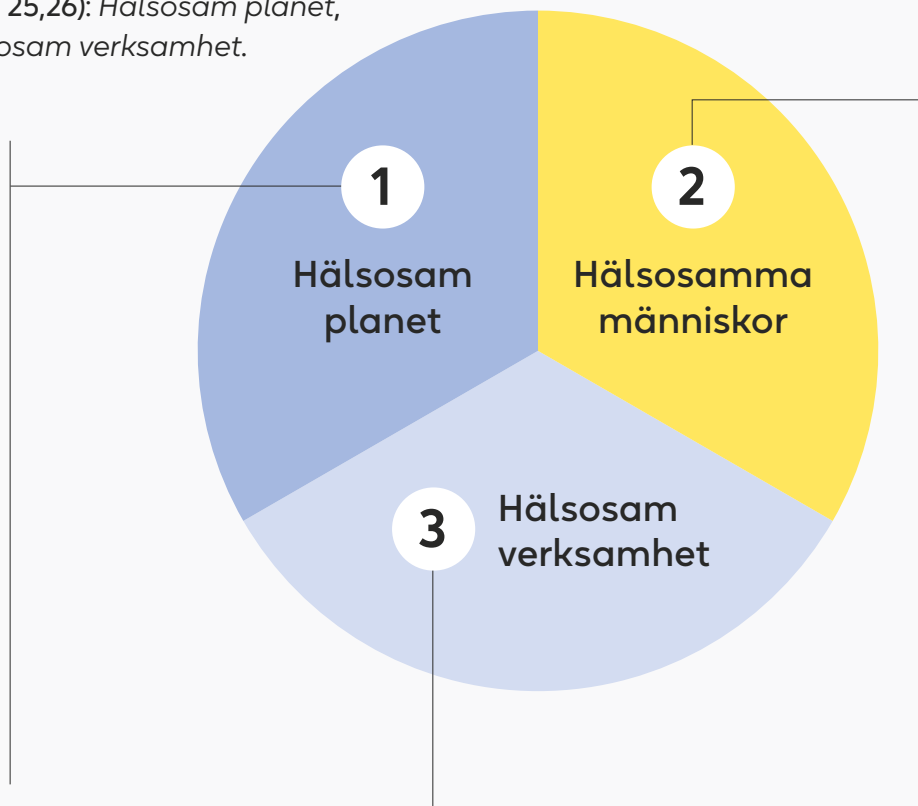 25,26): Hälsosam planet,
osam verksamhet.
1
Hälsosam
planet
2
Hälsosamma
människor
3
Hälsosam
verksamhet